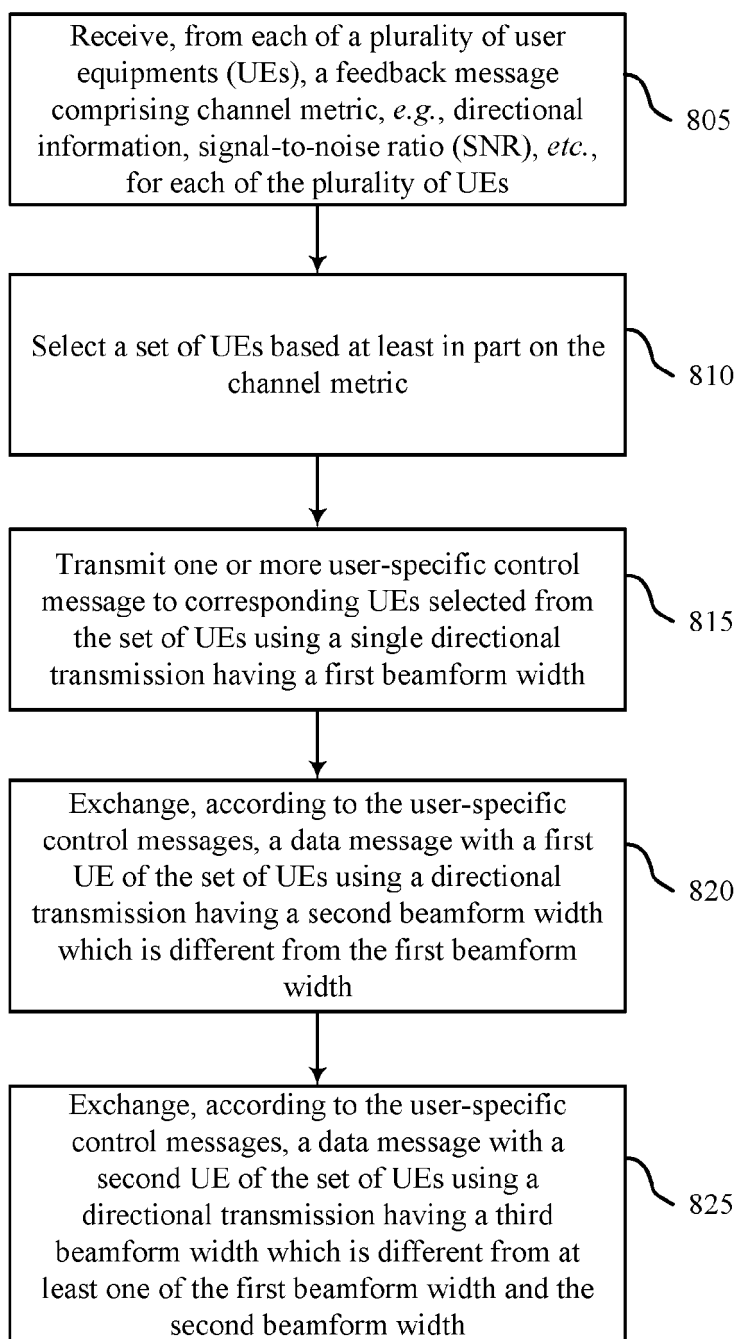 Receive, from each of a plurality of user
equipments (UEs), a feedback message
comprising channel metric, e.g., directional
information, signal-to-noise ratio (SNR), etc.,
for each of the plurality of UEs
805
Select a set of UEs based at least in part on the
channel metric
810
Transmit one or more user-specific control
message to corresponding UEs selected from
the set of UEs using a single directional
transmission having a first beamform width
815
Exchange, according to the user-specific
control messages, a data message with a first
UE of the set of UEs using a directional
transmission having a second beamform width
which is different from the first beamform
width
820
Exchange, according to the user-specific
control messages, a data message with a
second UE of the set of UEs using a
directional transmission having a third
beamform width which is different from at
least one of the first beamform width and the
second beamform width
825